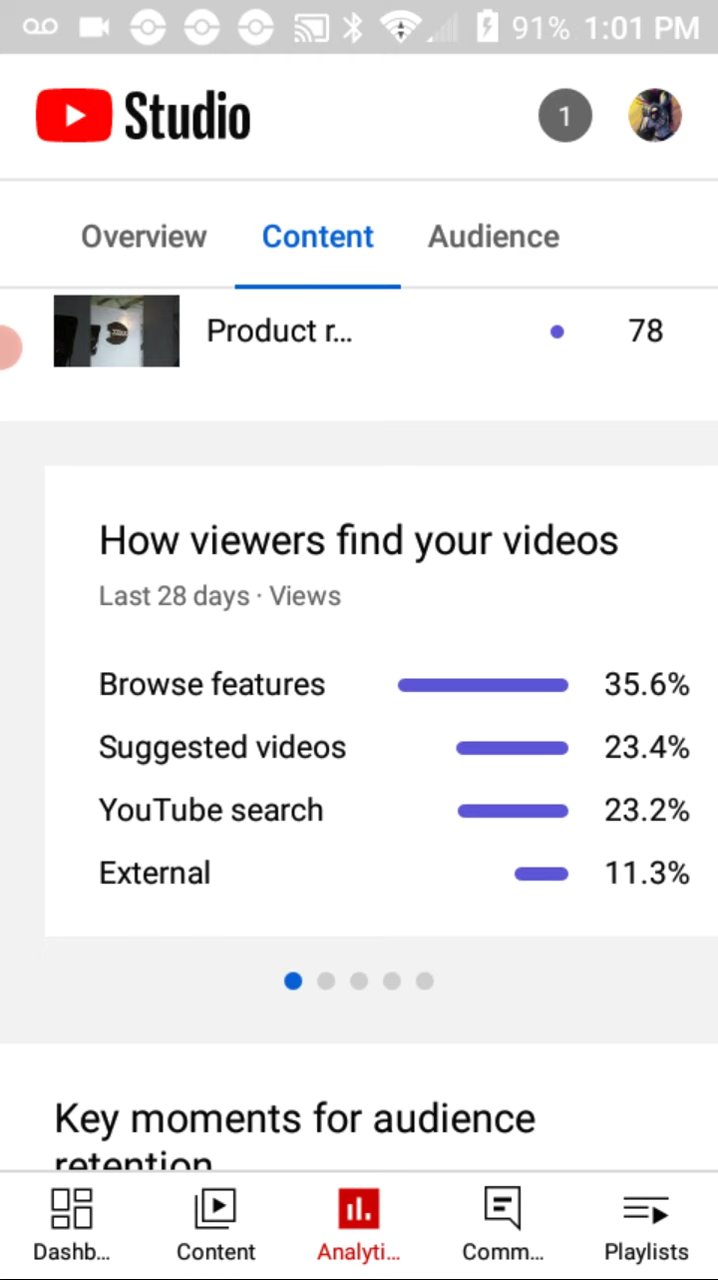 91% 1:01 PM
Studio
1
Overview Content Audience
Product r... 78
How viewers find your videos
Last 28 days · Views
Browse features 35.6%
Suggested videos 23.4%
YouTube search 23.2%
External 11.3%
Key moments for audience
retention
Dashb... Content Analyti... Comm... Playlists